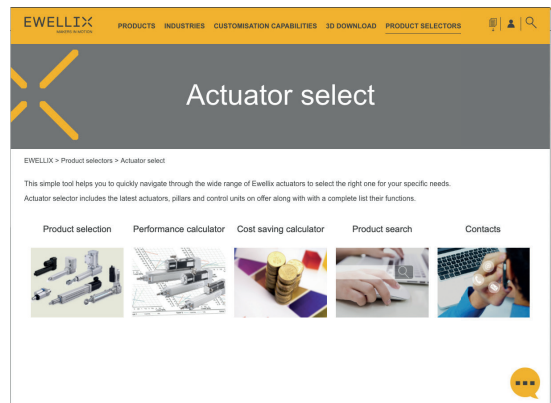 EWELLIX
MAKERS IN MOTION
PRODUCTS INDUSTRIES CUSTOMISATION CAPABILITIES 3D DOWNLOAD PRODUCT SELECTORS
Actuator select
EWELLIX > Product selectors > Actuator select
This simple tool helps you to quickly navigate through the wide range of Ewellix actuators to select the right one for your specific needs.
Actuator selector includes the latest actuators, pillars and control units on offer along with with a complete list their functions.
Product selection Performance calculator Cost saving calculator Product search Contacts